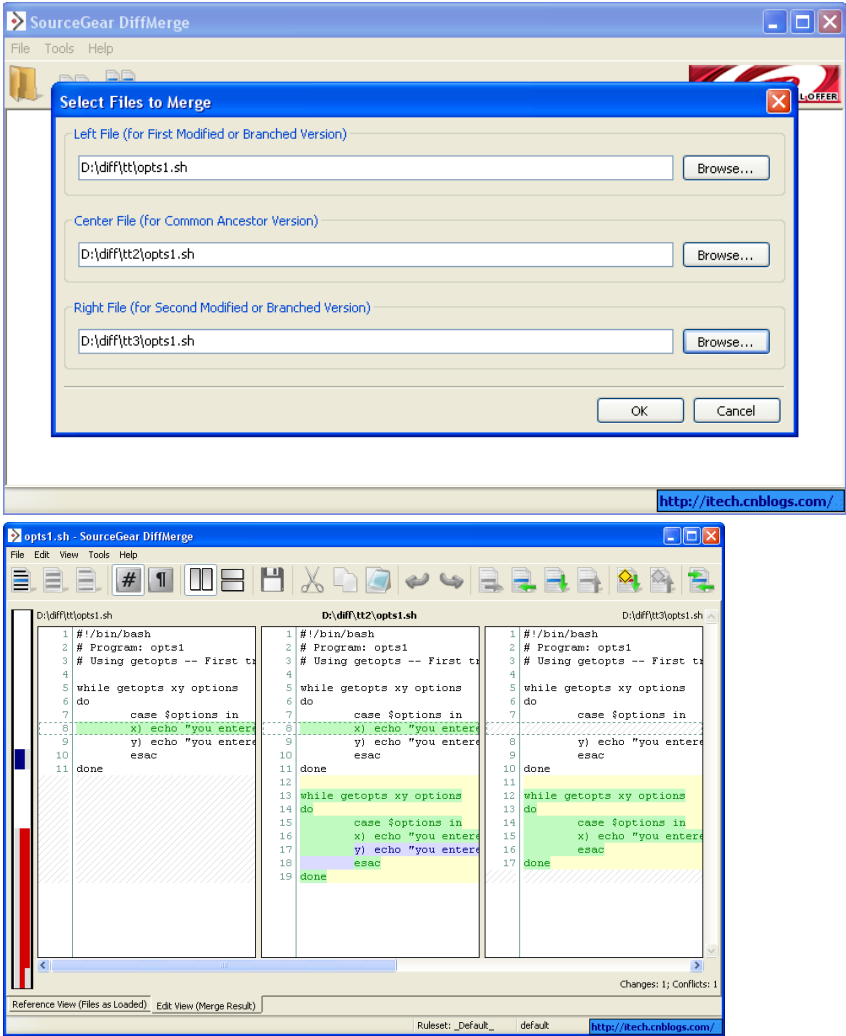 SourceGear DiffMerge
File Tools Help
L-OFFER
Select Files to Merge
Left File (for First Modified or Branched Version)
D:\diff\tt\opts1.sh
Browse...
Center File (for Common Ancestor Version)
D:\diff\tt2\opts1.sh
Browse...
Right File (for Second Modified or Branched Version)
D:\diff\tt3\opts1.sh
Browse...
OK Cancel
http://itech.cnblogs.com/
opts1.sh - SourceGear DiffMerge
File Edit View Tools Help
# ¶
D:\diff\tt\opts1.sh
1 #!/bin/bash
2 # Program: opts1
3 # Using getopts -- First
4
5 while getopts xy options
6 do
7 case $options in
8 x) echo "you entere
9 y) echo "you entere
10 esac
11 done
D:\diff\tt2\opts1.sh
1 #!/bin/bash
2 # Program: opts1
3 # Using getopts -- First
4
5 while getopts xy options
6 do
7 case $options in
8 x) echo "you entere
9 y) echo "you entere
10 esac
11 done
12
13 while getopts xy options
14 do
15 case $options in
16 x) echo "you entere
17 y) echo "you entere
18 esac
19 done
D:\diff\tt3\opts1.sh
1 #!/bin/bash
2 # Program: opts1
3 # Using getopts -- First
4
5 while getopts xy options
6 do
7 case $options in
8 y) echo "you entere
9 esac
10 done
11
12 while getopts xy options
13 do
14 case $options in
15 x) echo "you entere
16 esac
17 done
Changes: 1; Conflicts: 1
Reference View (Files as Loaded) Edit View (Merge Result)
Ruleset: _Default_ default http://itech.cnblogs.com/